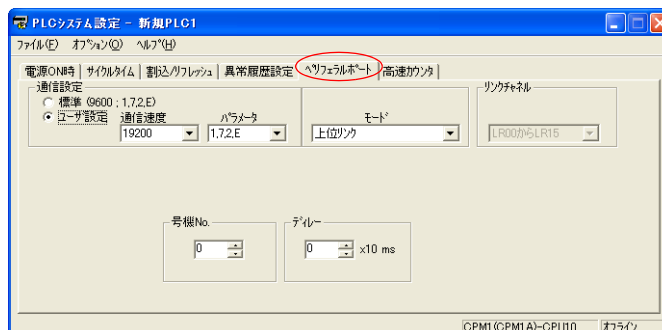 PLCシステム設定 - 新規PLC1
ファイル(F) オプション(O) ヘルプ(H)
電源ON時 サイクルタイム 割込/リフレッシュ 異常履歴設定 ペリフェラルポート 高速カウンタ
通信設定
標準 (9600 ; 1,7,2,E)
ユーザ設定 通信速度 パラメータ モード リンクチャネル
19200 1,7,2,E 上位リンク LR00からLR15
号機No. ディレー
0 0 x10 ms
CPM1(CPM1A)-CPU10 オフライン